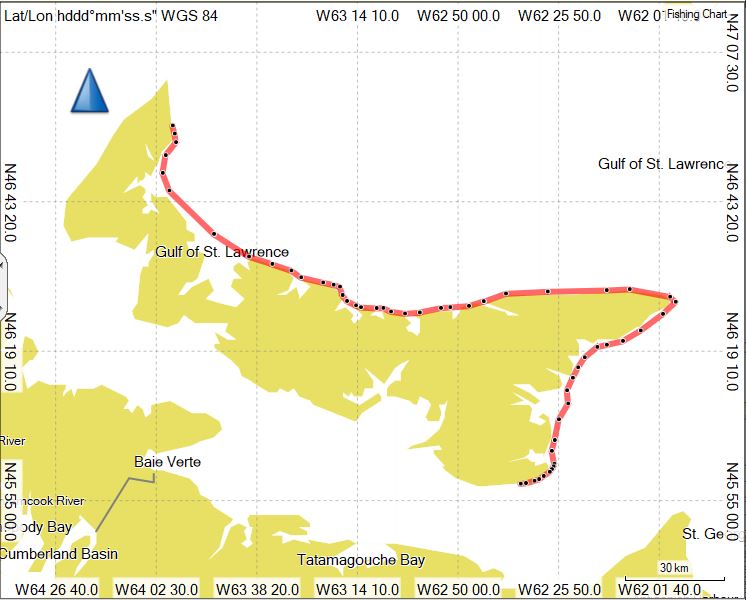 Lat/Lon hddd°mm'ss.s" WGS 84
W63 14 10.0
W62 50 00.0
W62 25 50.0
W62 01
Fishing Chart
N47 07 30.0
Gulf of St. Lawrenc
N46 43 20.0
N46 43 20.0
Gulf of St. Lawrence
N46 19 10.0
N46 19 10.0
River
Baie Verte
N45 55 00.0
N45 55 00.0
ncook River
ody Bay
Cumberland Basin
Tatamagouche Bay
St. Ge
30 km
W64 26 40.0
W64 02 30.0
W63 38 20.0
W63 14 10.0
W62 50 00.0
W62 25 50.0
W62 01 40.0